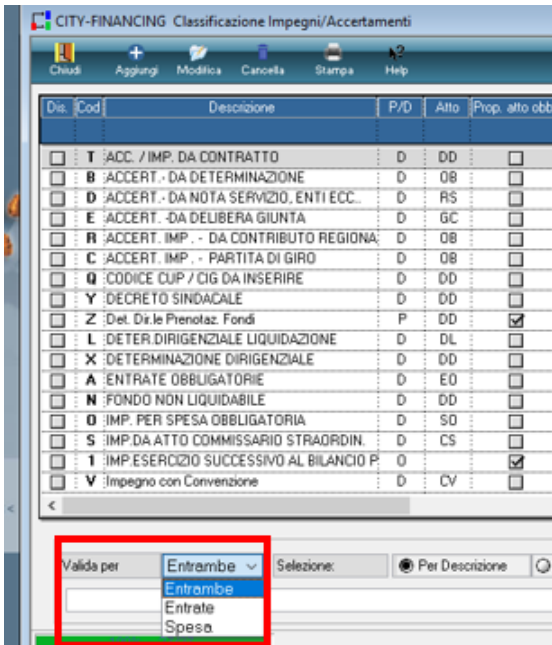 CITY-FINANCING Classificazione Impegni/Accertamenti
Chiudi Aggiungi Modifica Cancella Stampa Help
Dis. Cod Descrizione P/D Atto Prop. atto obb
T ACC. / IMP. DA CONTRATTO D DD
B ACCERT.- DA DETERMINAZIONE D OB
D ACCERT.- DA NOTA SERVIZIO, ENTI ECC.. D RS
E ACCERT. -DA DELIBERA GIUNTA D GC
R ACCERT. IMP . - DA CONTRIBUTO REGIONA D OB
C ACCERT. IMP . - PARTITA DI GIRO D OB
Q CODICE CUP / CIG DA INSERIRE D DD
Y DECRETO SINDACALE D DD
Z Det. Dir.le Prenotaz. Fondi P DD
L DETER.DIRIGENZIALE LIQUIDAZIONE D DL
X DETERMINAZIONE DIRIGENZIALE D DD
A ENTRATE OBBLIGATORIE D EO
N FONDO NON LIQUIDABILE D DD
O IMP. PER SPESA OBBLIGATORIA D SO
S IMP.DA ATTO COMMISSARIO STRAORDIN. D CS
1 IMP.ESERCIZIO SUCCESSIVO AL BILANCIO P O
V Impegno con Convenzione D CV
Valida per Entrambe Selezione: Per Descrizione
Entrambe
Entrate
Spesa